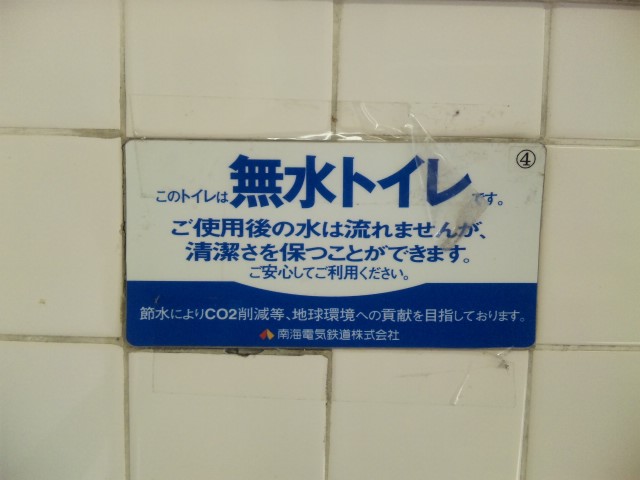 ④
このトイレは無水トイレです。
ご使用後の水は流れませんが、
清潔さを保つことができます。
ご安心してご利用ください。
節水によりCO2削減等、地球環境への貢献を目指しております。
南海電気鉄道株式会社